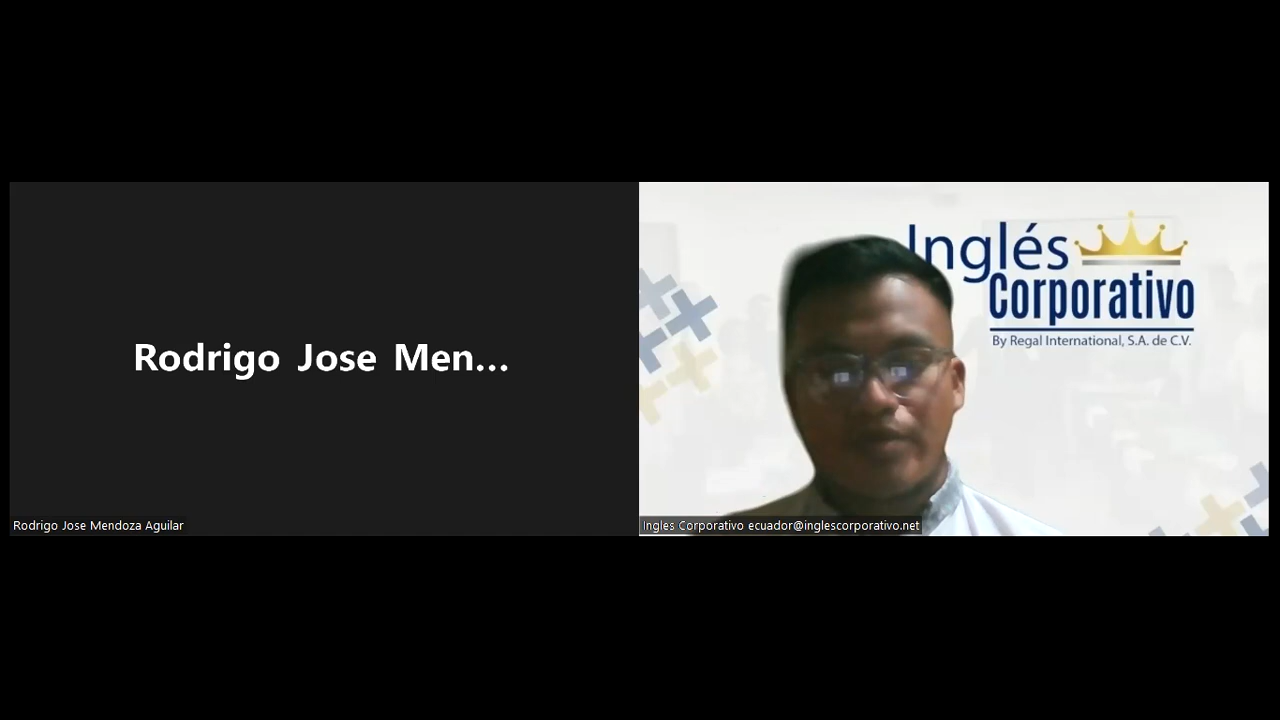 Rodrigo Jose Men...
Rodrigo Jose Mendoza Aguilar
Inglés
Corporativo
By Regal International, S.A. de C.V.
Ingles Corporativo ecuador@inglescorporativo.net